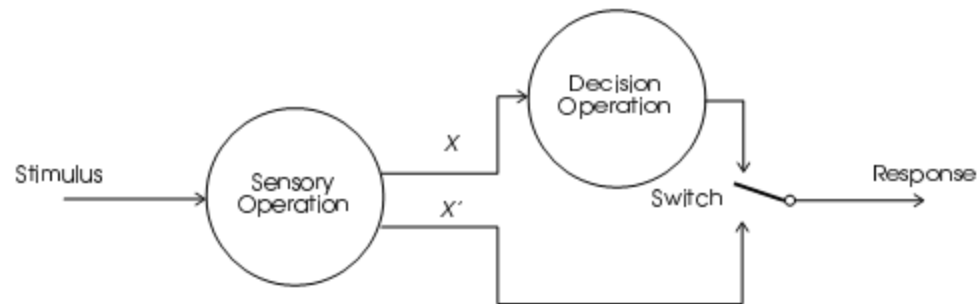 Decision
Operation
X
Stimulus
Sensory
Operation
Switch
Response
X′